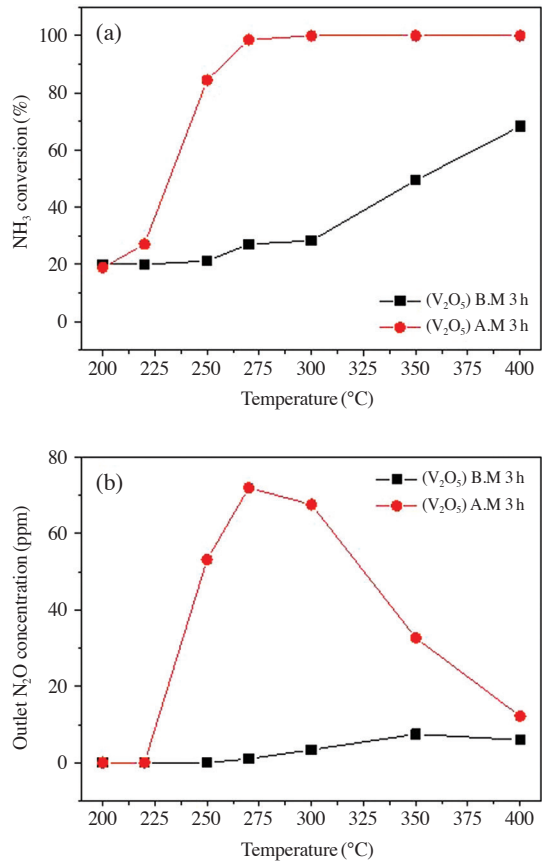 (a)
NH₃ conversion (%)
100
80
60
40
20
0
(V₂O₅) B.M 3 h
(V₂O₅) A.M 3 h
200 225 250 275 300 325 350 375 400
Temperature (°C)
(b)
Outlet N₂O concentration (ppm)
80
60
40
20
0
(V₂O₅) B.M 3 h
(V₂O₅) A.M 3 h
200 225 250 275 300 325 350 375 400
Temperature (°C)